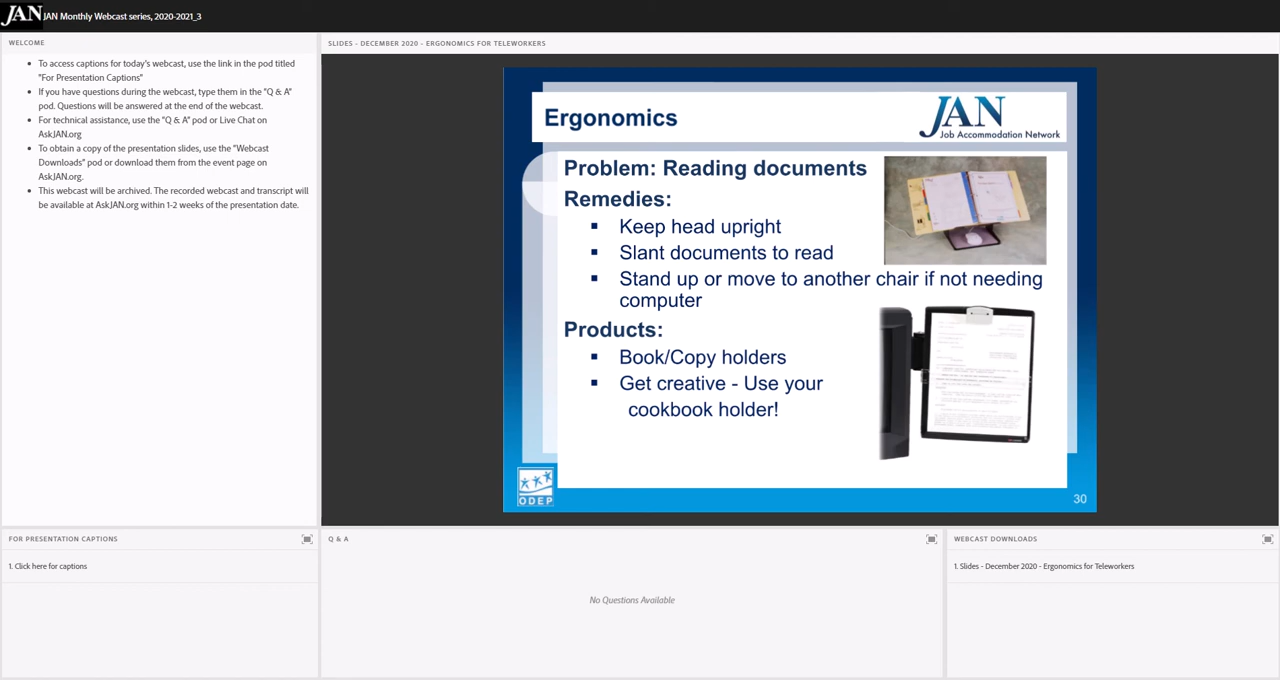 JAN JAN Monthly Webcast series, 2020-2021_3
WELCOME
To access captions for today's webcast, use the link in the pod titled
"For Presentation Captions"
If you have questions during the webcast, type them in the "Q & A"
pod. Questions will be answered at the end of the webcast.
For technical assistance, use the "Q & A" pod or Live Chat on
AskJAN.org
To obtain a copy of the presentation slides, use the "Webcast
Downloads" pod or download them from the event page on
AskJAN.org.
This webcast will be archived. The recorded webcast and transcript will
be available at AskJAN.org within 1-2 weeks of the presentation date.
SLIDES - DECEMBER 2020 - ERGONOMICS FOR TELEWORKERS
Ergonomics
JAN
Job Accommodation Network
Problem: Reading documents
Remedies:
Keep head upright
Slant documents to read
Stand up or move to another chair if not needing
computer
Products:
Book/Copy holders
Get creative - Use your
cookbook holder!
ODEP
30
FOR PRESENTATION CAPTIONS
1. Click here for captions
Q & A
No Questions Available
WEBCAST DOWNLOADS
1. Slides - December 2020 - Ergonomics for Teleworkers